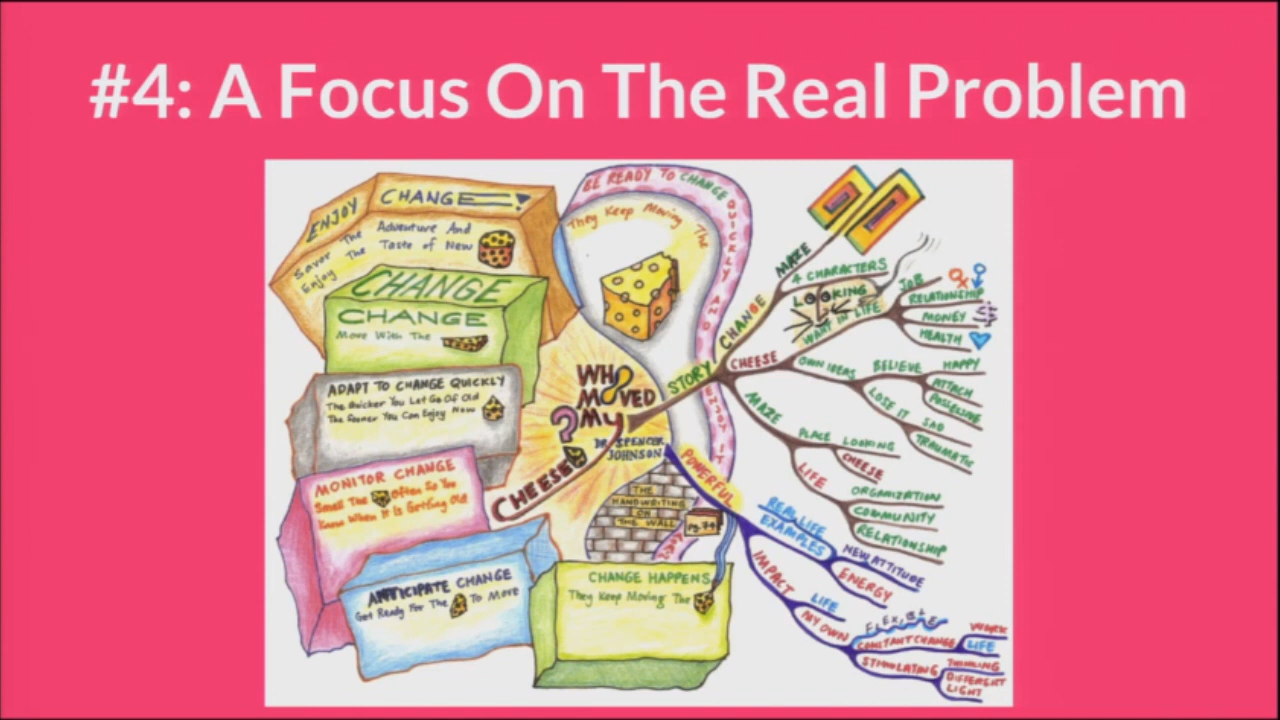 #4: A Focus On The Real Problem
ENJOY CHANGE!
Savor The Adventure And
Enjoy The Taste of New
CHANGE
CHANGE
Move With The
ADAPT TO CHANGE QUICKLY
The Quicker You Let Go Of Old
The Sooner You Can Enjoy New
MONITOR CHANGE
Smell The Often So You
Know When It Is Getting Old
ANTICIPATE CHANGE
Get Ready For The To Move
CHANGE HAPPENS
They Keep Moving The
BE READY TO CHANGE QUICKLY AND ENJOY IT
They Keep Moving The
WHO
MOVED
MY
CHEESE
?
DR SPENCER
JOHNSON
THE
HANDWRITING
ON
THE WALL
pg.74
STORY
CHANGE
MAZE
4 CHARACTERS
LOOKING
WANT IN LIFE
JOB
RELATIONSHIP
MONEY
HEALTH
CHEESE
OWN IDEAS
BELIEVE
HAPPY
ATTACH
LOSE IT
SAD
TRAUMATIC
MAZE
PLACE LOOKING
CHEESE
LIFE
ORGANIZATION
COMMUNITY
RELATIONSHIP
POWERFUL
REAL LIFE
EXAMPLES
NEW ATTITUDE
ENERGY
IMPACT
LIFE
MY OWN
CONSTANT CHANGE
WORK
LIFE
STIMULATING
THINKING
DIFFERENT
LIGHT